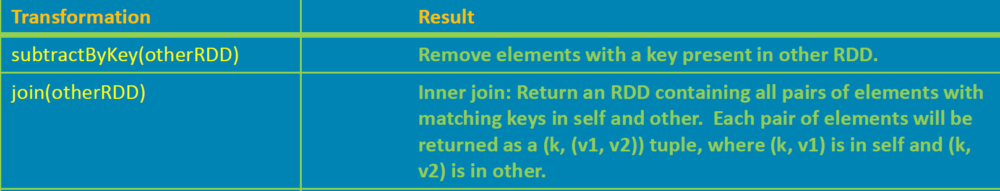 Transformation Result
subtractByKey(otherRDD) Remove elements with a key present in other RDD.
join(otherRDD) Inner join: Return an RDD containing all pairs of elements with
matching keys in self and other.  Each pair of elements will be
returned as a (k, (v1, v2)) tuple, where (k, v1) is in self and (k,
v2) is in other.